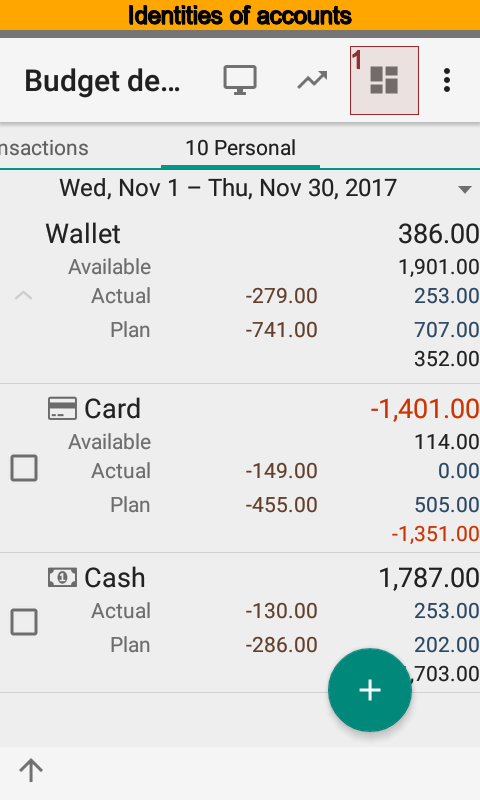 Identities of accounts
Budget de...
1
nsactions
10 Personal
Wed, Nov 1 – Thu, Nov 30, 2017
Wallet 386.00
Available 1,901.00
Actual -279.00 253.00
Plan -741.00 707.00
352.00
Card -1,401.00
Available 114.00
Actual -149.00 0.00
Plan -455.00 505.00
-1,351.00
Cash 1,787.00
Actual -130.00 253.00
Plan -286.00 202.00
,703.00